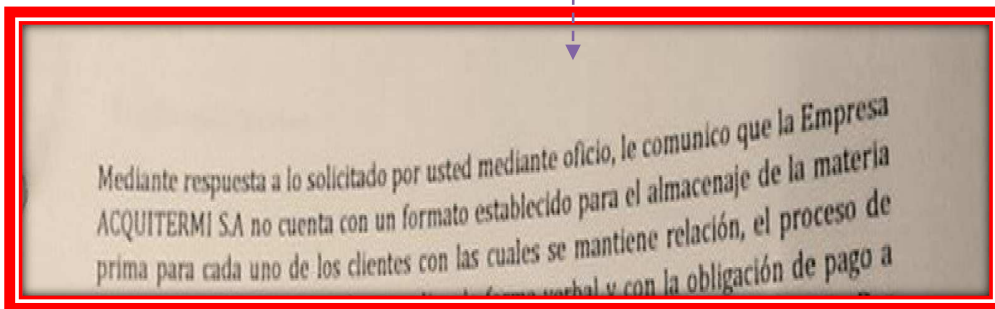 Mediante respuesta a lo solicitado por usted mediante oficio, le comunico que la Empresa
ACQUITERMI S.A no cuenta con un formato establecido para el almacenaje de la materia
prima para cada uno de los clientes con las cuales se mantiene relación, el proceso de
forma verbal y con la obligación de pago a